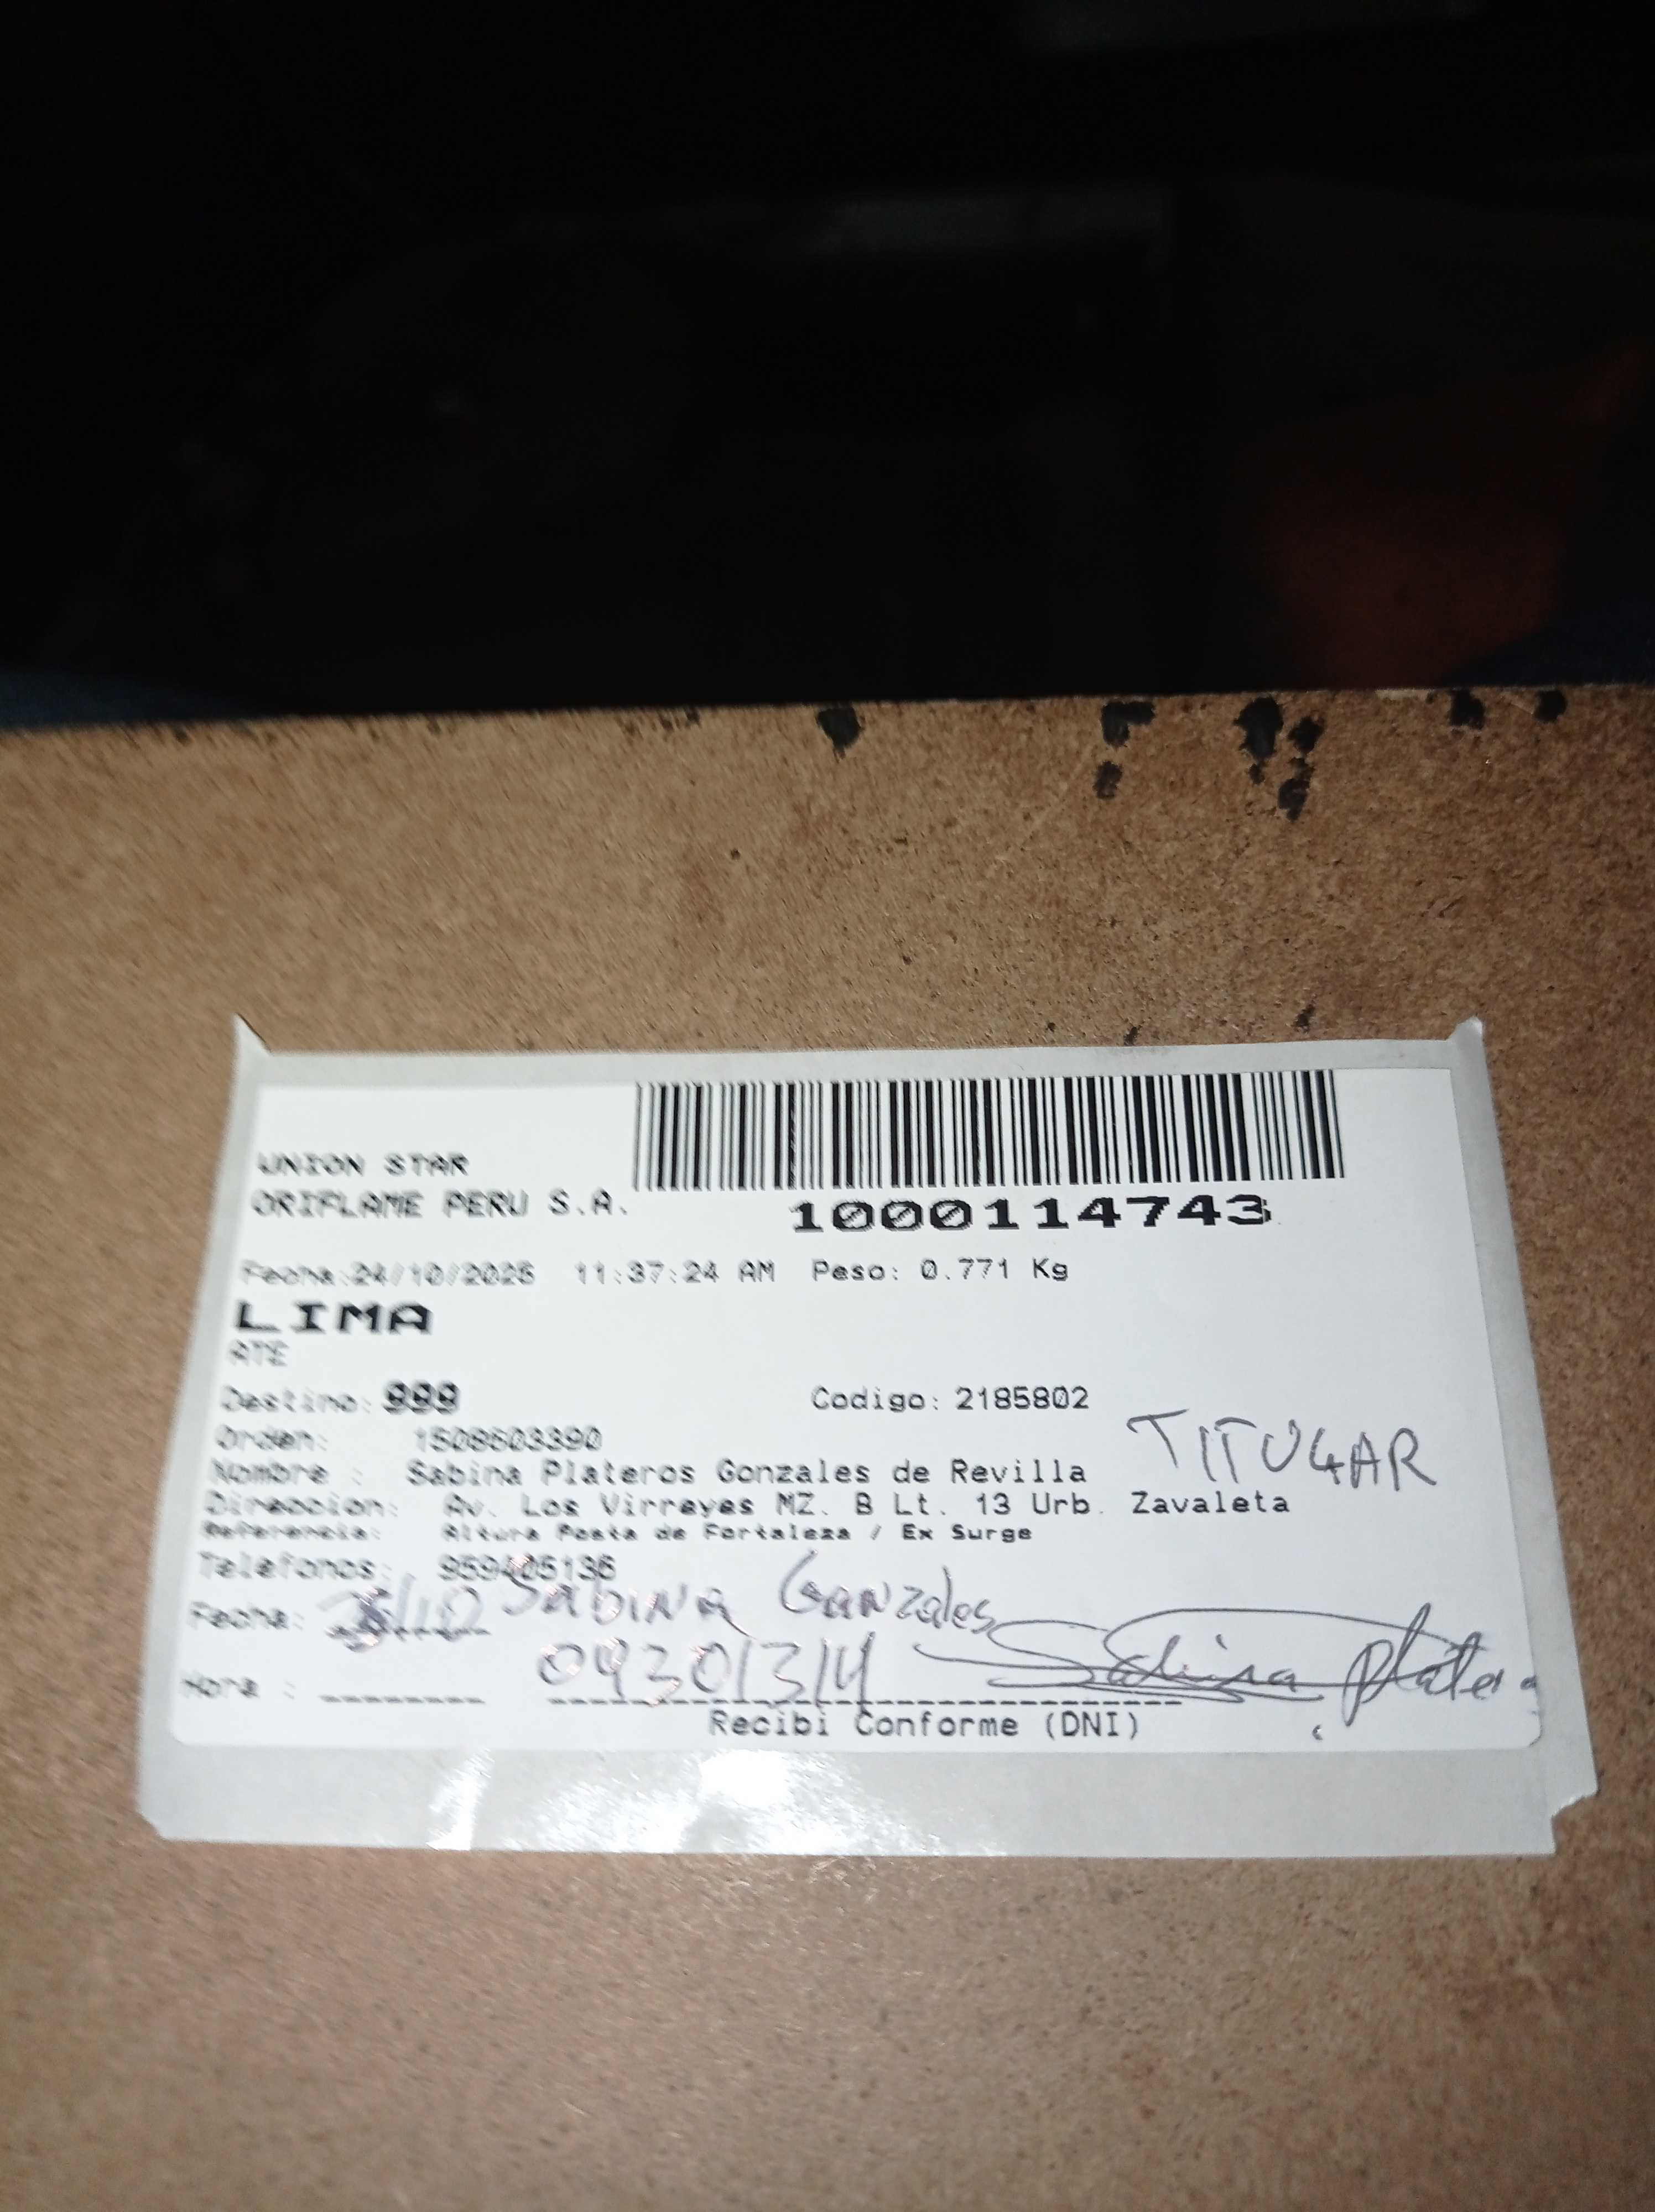 UNION STAR
ORIFLAME PERU S.A.
1000114743
Fecha:24/10/2025 11:37:24 AM Peso: 0.771 Kg
LIMA
ATE
Destino: 999 Codigo: 2185802
Orden: 1508603390
TITULAR
Nombre : Sabina Plateros Gonzales de Revilla
Direccion: Av. Los Virreyes MZ. B Lt. 13 Urb. Zavaleta
Referencia: Altura Posta de Fortaleza / Ex Surge
Telefonos: 959405136
Fecha: Sabina Gonzales
Hora : Sabina Plateros
Recibi Conforme (DNI)